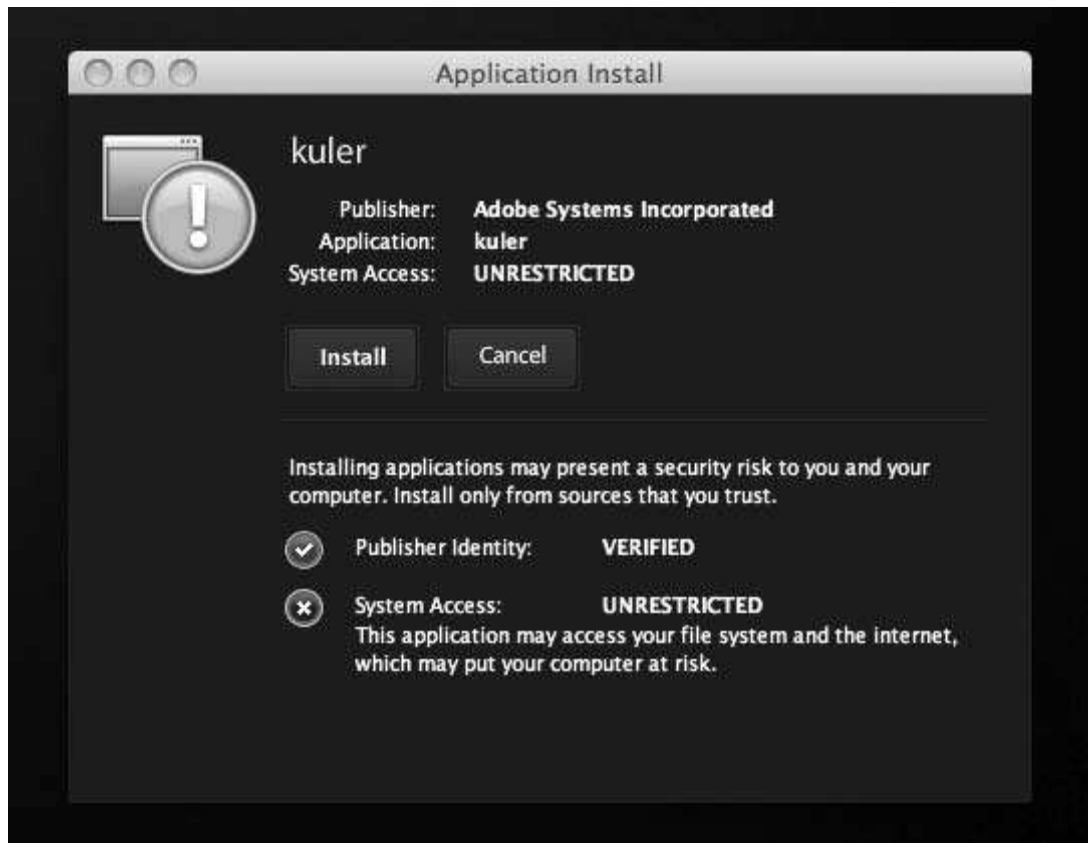 Application Install
kuler
Publisher: Adobe Systems Incorporated
Application: kuler
System Access: UNRESTRICTED
Install Cancel
Installing applications may present a security risk to you and your
computer. Install only from sources that you trust.
Publisher Identity: VERIFIED
System Access: UNRESTRICTED
This application may access your file system and the internet,
which may put your computer at risk.